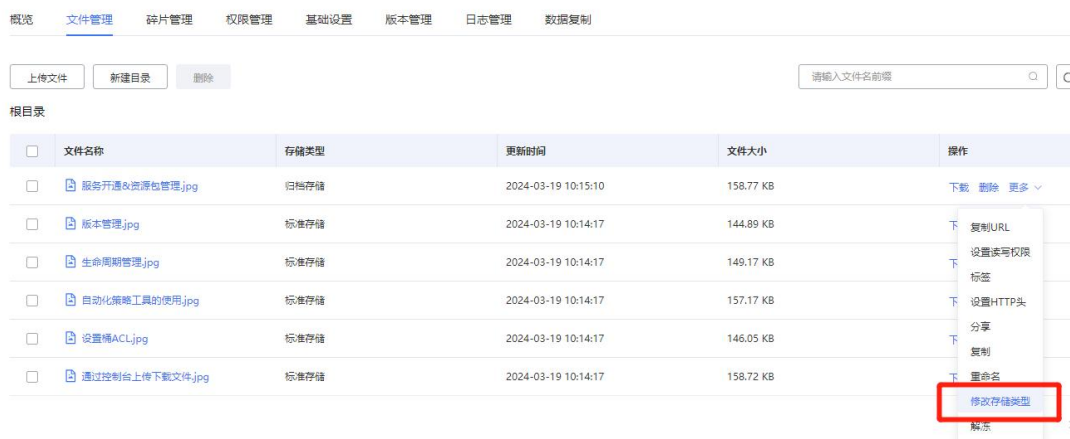 概览 文件管理 碎片管理 权限管理 基础设置 版本管理 日志管理 数据复制
上传文件 新建目录 删除 请输入文件名前缀
根目录
文件名称 存储类型 更新时间 文件大小 操作
服务开通&资源包管理.jpg 归档存储 2024-03-19 10:15:10 158.77 KB 下载 删除 更多
版本管理.jpg 标准存储 2024-03-19 10:14:17 144.89 KB 下
复制URL
设置读写权限
生命周期管理.jpg 标准存储 2024-03-19 10:14:17 149.17 KB 下
标签
自动化策略工具的使用.jpg 标准存储 2024-03-19 10:14:17 157.17 KB 下
设置HTTP头
分享
设置桶ACL.jpg 标准存储 2024-03-19 10:14:17 146.05 KB 下
复制
通过控制台上传下载文件.jpg 标准存储 2024-03-19 10:14:17 158.72 KB 下
重命名
修改存储类型
解冻